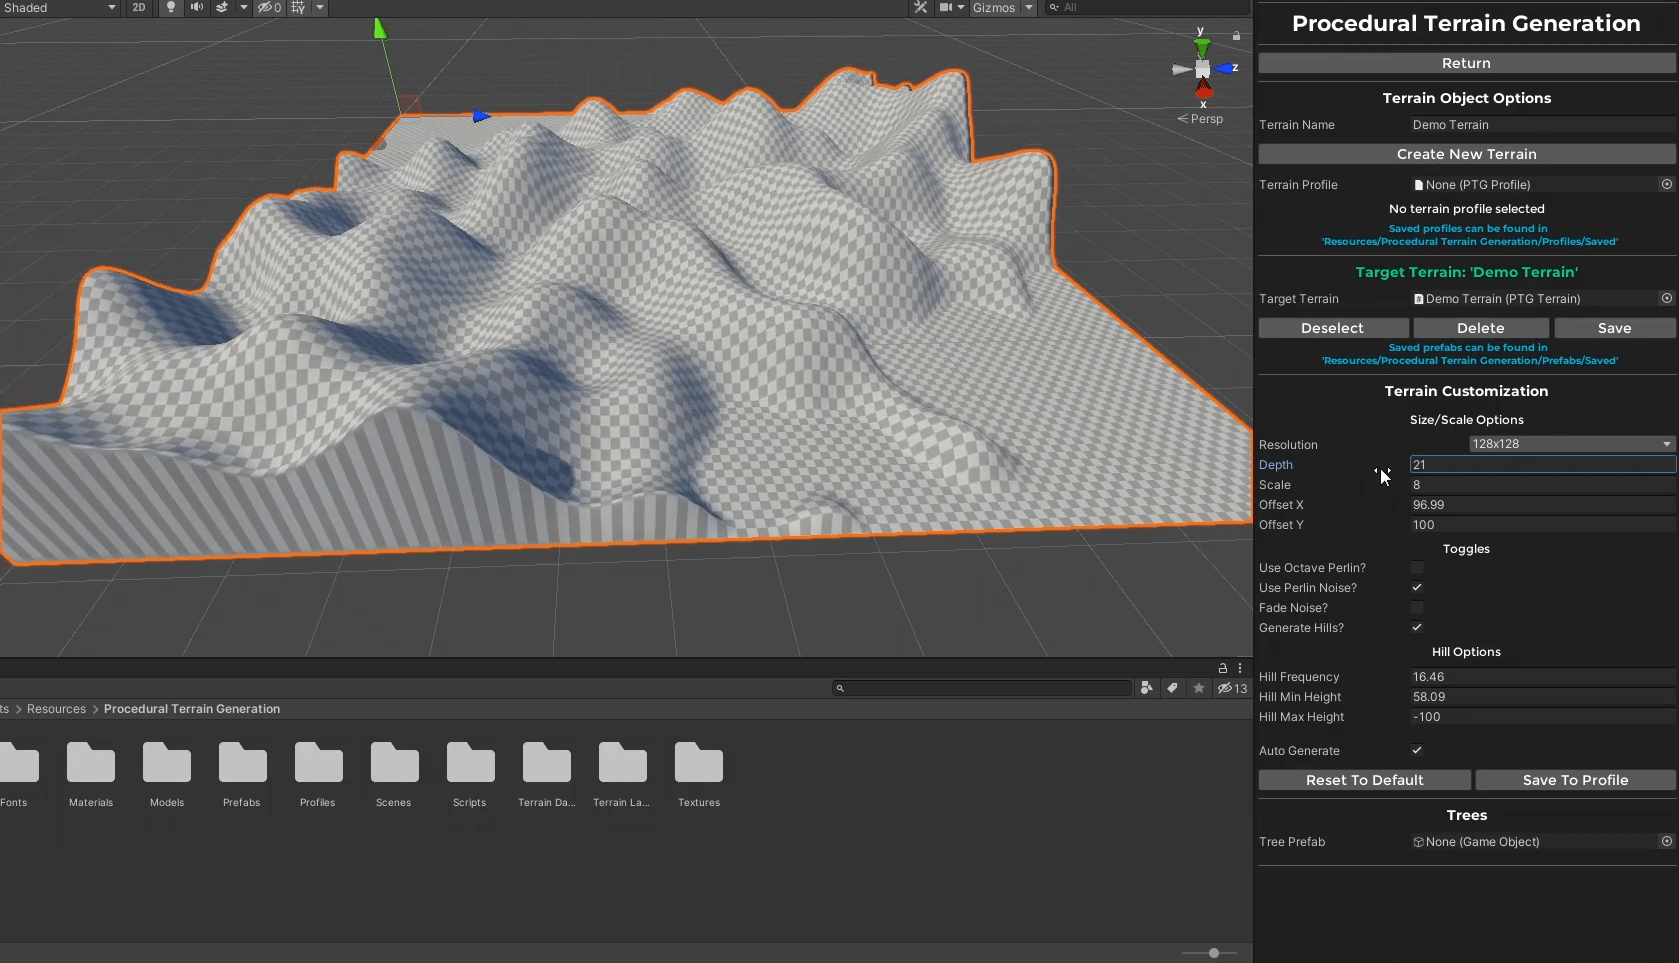 Shaded 2D 0 Gizmos All
y
z
x
Persp
Procedural Terrain Generation
Return
Terrain Object Options
Terrain Name Demo Terrain
Create New Terrain
Terrain Profile None (PTG Profile)
No terrain profile selected
Saved profiles can be found in
'Resources/Procedural Terrain Generation/Profiles/Saved'
Target Terrain: 'Demo Terrain'
Target Terrain Demo Terrain (PTG Terrain)
Deselect Delete Save
Saved prefabs can be found in
'Resources/Procedural Terrain Generation/Prefabs/Saved'
Terrain Customization
Size/Scale Options
Resolution 128x128
Depth 21
Scale 8
Offset X 96.99
Offset Y 100
Toggles
Use Octave Perlin?
Use Perlin Noise?
Fade Noise?
Generate Hills?
Hill Options
Hill Frequency 16.46
Hill Min Height 58.09
Hill Max Height -100
Auto Generate
Reset To Default Save To Profile
Trees
Tree Prefab None (Game Object)
13
ts > Resources > Procedural Terrain Generation
Fonts Materials Models Prefabs Profiles Scenes Scripts Terrain Da... Terrain La... Textures